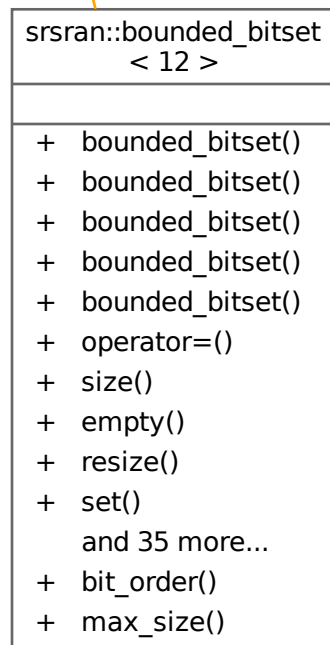 srsran::bounded_bitset
< 12 >
+ bounded_bitset()
+ bounded_bitset()
+ bounded_bitset()
+ bounded_bitset()
+ bounded_bitset()
+ operator=()
+ size()
+ empty()
+ resize()
+ set()
and 35 more...
+ bit_order()
+ max_size()